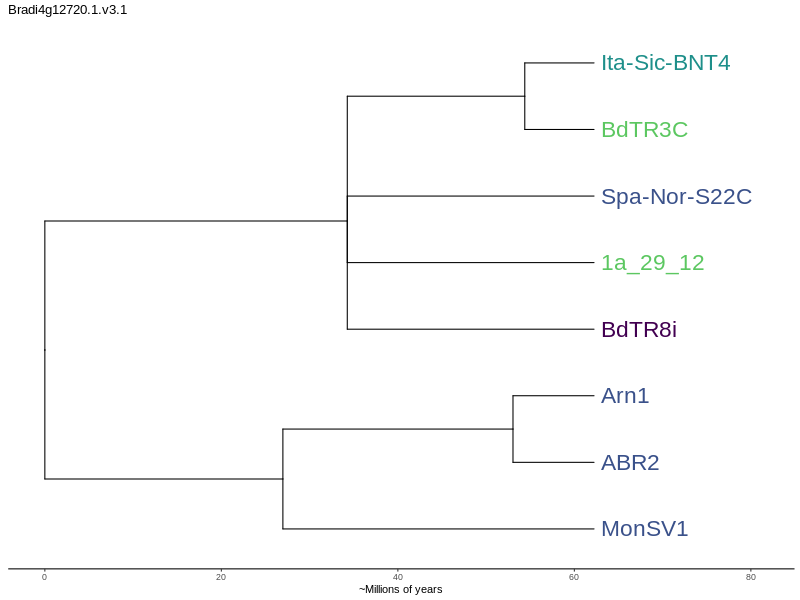 Bradi4g12720.1.v3.1
Ita-Sic-BNT4
BdTR3C
Spa-Nor-S22C
1a_29_12
BdTR8i
Arn1
ABR2
MonSV1
0 20 40 60 80
~Millions of years